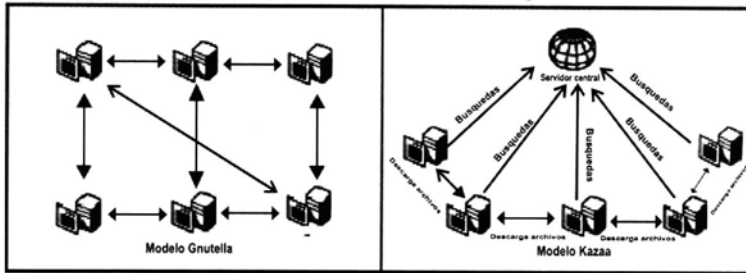 Modelo Gnutella
Servidor central
Busquedas
Busquedas
Busquedas
Busquedas
Busquedas
Descarga archivos
Descarga archivos
Descarga archivos
Descarga archivos
Modelo Kazaa